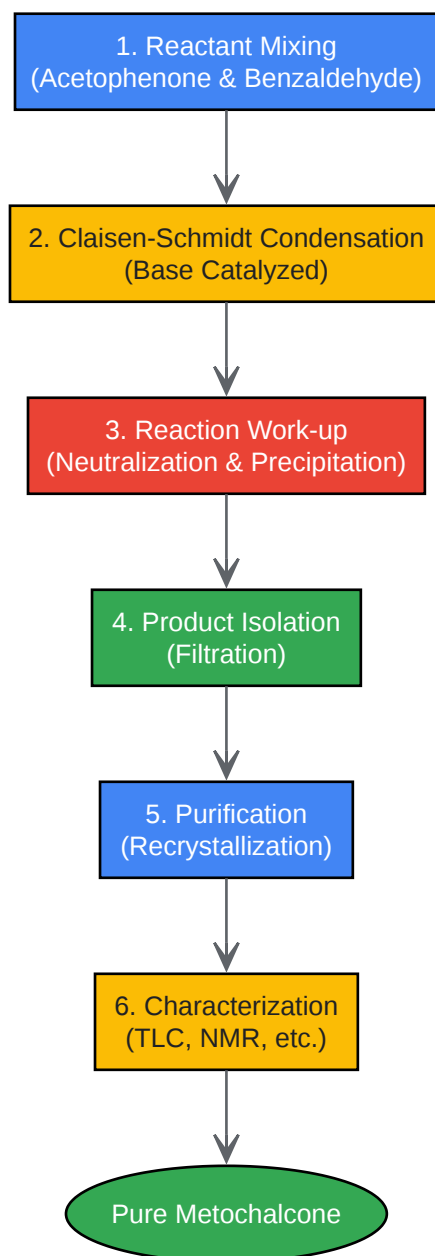 1. Reactant Mixing
(Acetophenone & Benzaldehyde)
2. Claisen-Schmidt Condensation
(Base Catalyzed)
3. Reaction Work-up
(Neutralization & Precipitation)
4. Product Isolation
(Filtration)
5. Purification
(Recrystallization)
6. Characterization
(TLC, NMR, etc.)
Pure Metochalcone